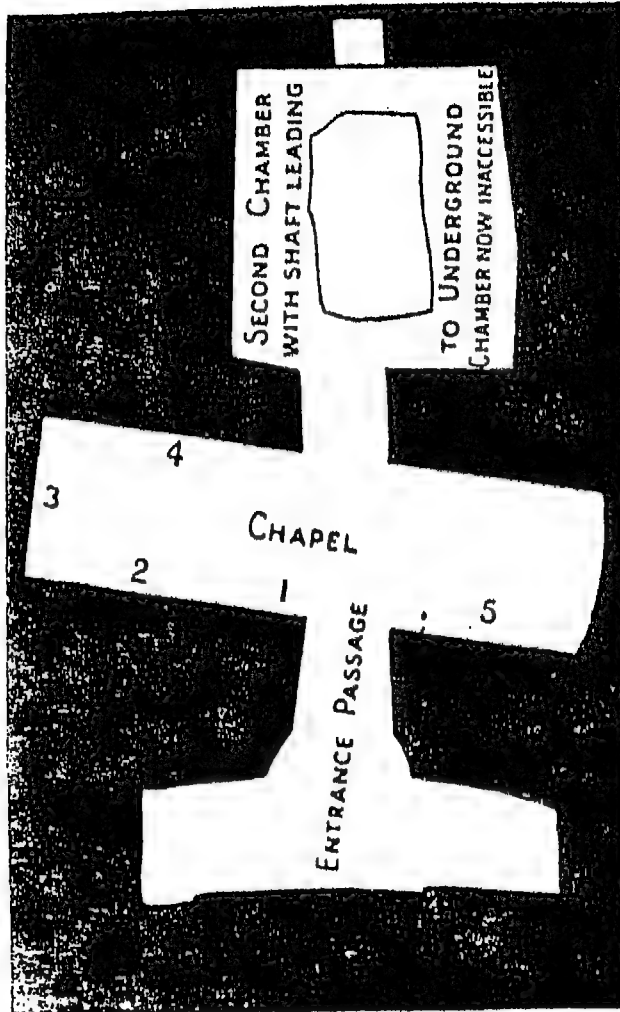 SECOND CHAMBER
WITH SHAFT LEADING
TO UNDERGROUND
CHAMBER NOW INACCESSIBLE
4
3
CHAPEL
2
1
5
ENTRANCE PASSAGE